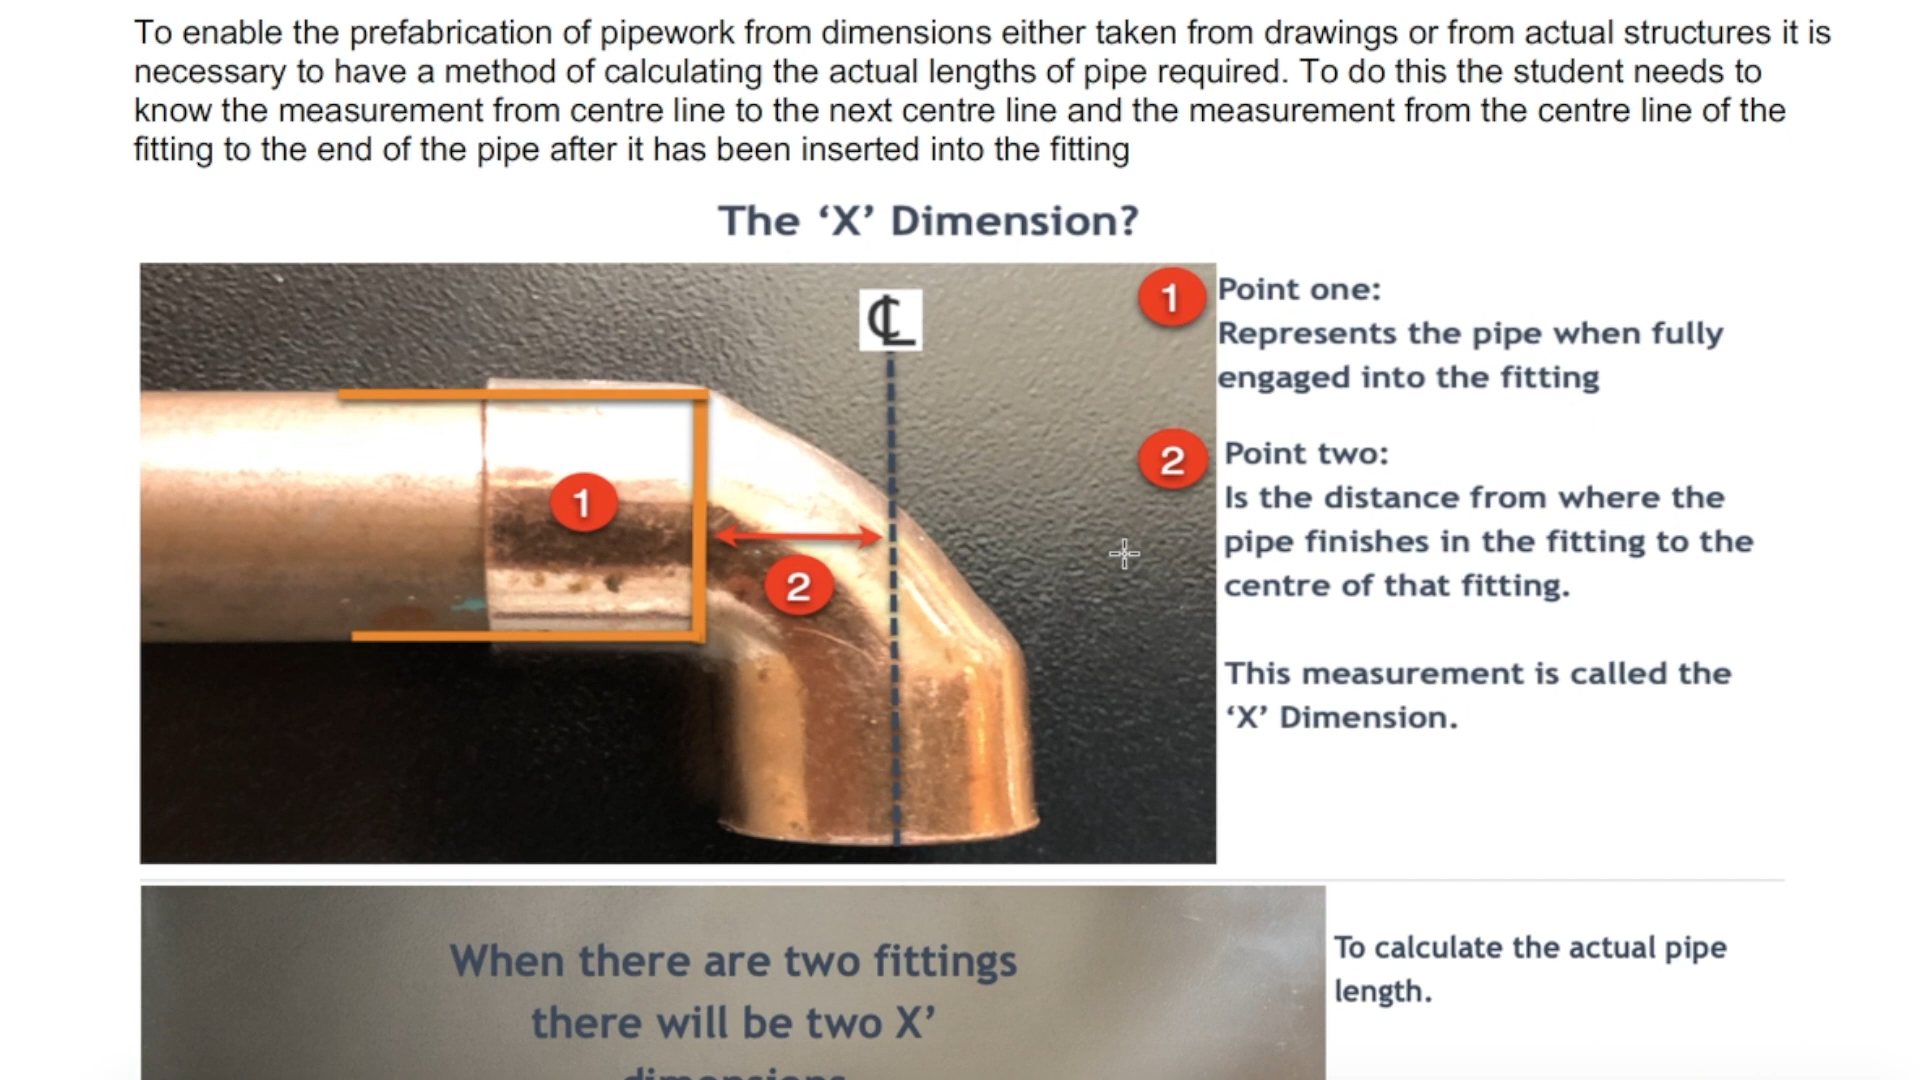 To enable the prefabrication of pipework from dimensions either taken from drawings or from actual structures it is
necessary to have a method of calculating the actual lengths of pipe required. To do this the student needs to
know the measurement from centre line to the next centre line and the measurement from the centre line of the
fitting to the end of the pipe after it has been inserted into the fitting
The ‘X’ Dimension?
℄
1
2
1
Point one:
Represents the pipe when fully
engaged into the fitting
2
Point two:
Is the distance from where the
pipe finishes in the fitting to the
centre of that fitting.
This measurement is called the
‘X’ Dimension.
When there are two fittings
there will be two X’
dimensions
To calculate the actual pipe
length.